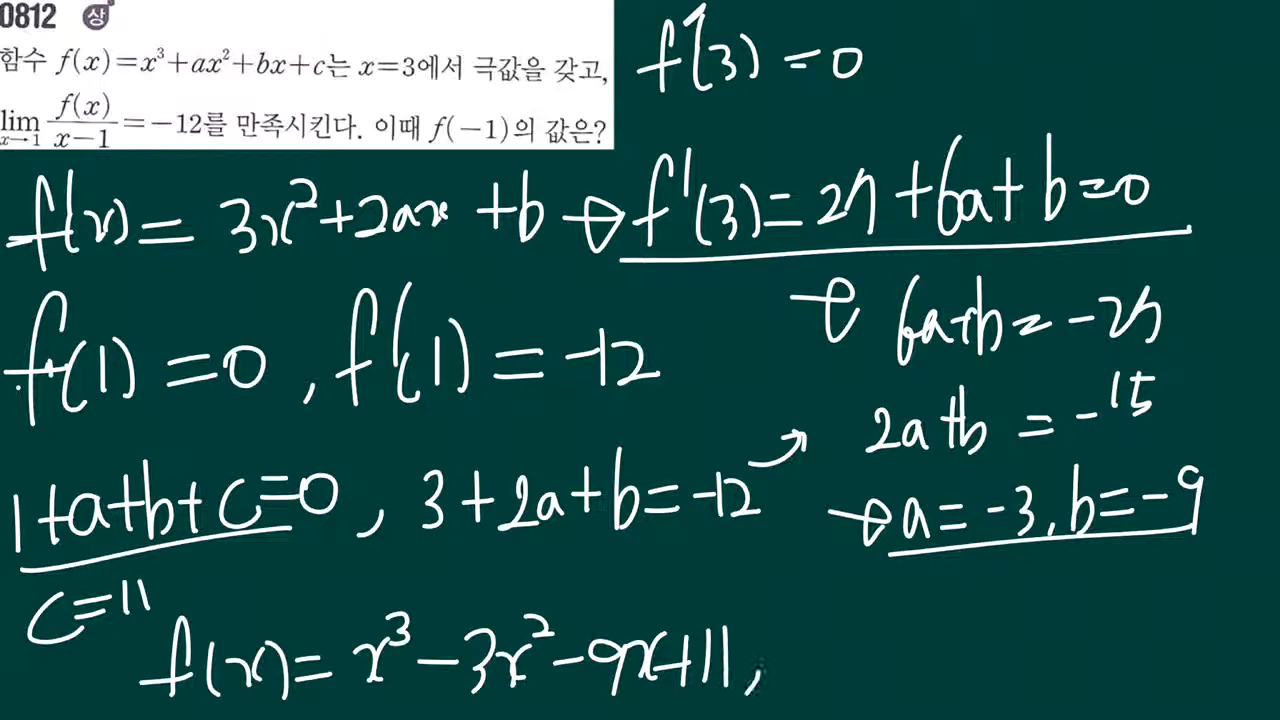 0812 상
함수 f(x)=x³+ax²+bx+c는 x=3에서 극값을 갖고,
lim x→1 f(x)/(x-1) = -12를 만족시킨다. 이때 f(-1)의 값은?
f'(3)=0
f'(x)=3x²+2ax+b → f'(3)=27+6a+b=0
6a+b=-27
f(1)=0, f'(1)=-12
2a+b=-15
1+a+b+c=0, 3+2a+b=-12
→ a=-3, b=-9
c=11
f(x)=x³-3x²-9x+11,